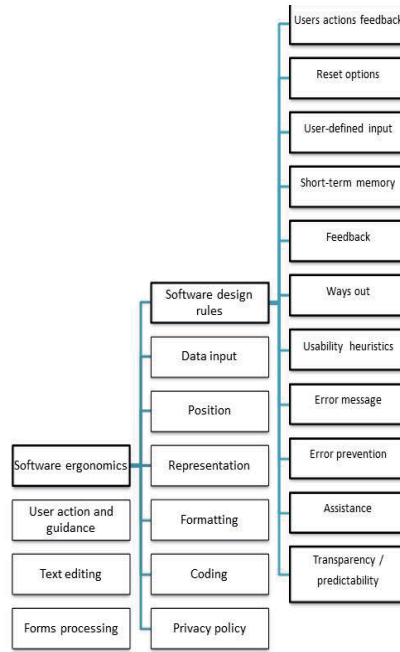 Software ergonomics
User action and
guidance
Text editing
Forms processing
Software design
rules
Data input
Position
Representation
Formatting
Coding
Privacy policy
Users actions feedback
Reset options
User-defined input
Short-term memory
Feedback
Ways out
Usability heuristics
Error message
Error prevention
Assistance
Transparency /
predictability